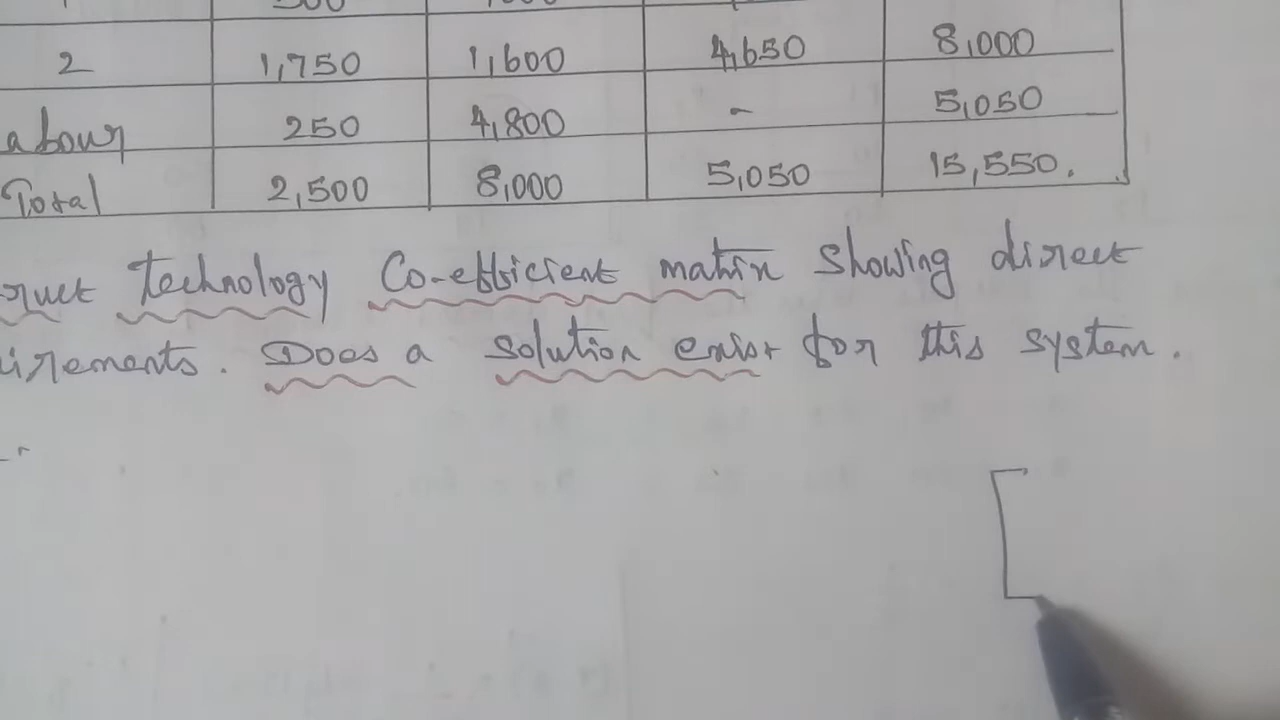 2 1,750 1,600 4,650 8,000
abour 250 4,800 - 5,050
Total 2,500 8,000 5,050 15,550.
ruct technology Co-efficient matrix showing direct
irements. Does a solution exist for this system.